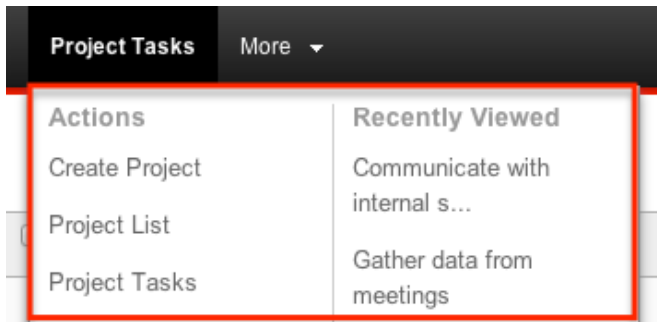 Project Tasks More
Actions
Create Project
Project List
Project Tasks
Recently Viewed
Communicate with
internal s...
Gather data from
meetings